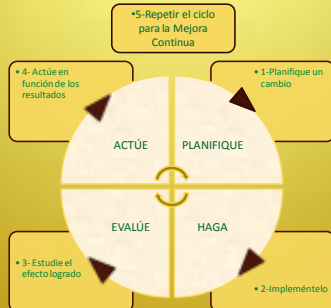 •5-Repetir el ciclo
para la Mejora
Continua
• 4- Actúe en
función de los
resultados
• 1-Planifique un
cambio
ACTÚE
PLANIFIQUE
EVALÚE
HAGA
• 3- Estudie el
efecto logrado
• 2-Impleméntelo